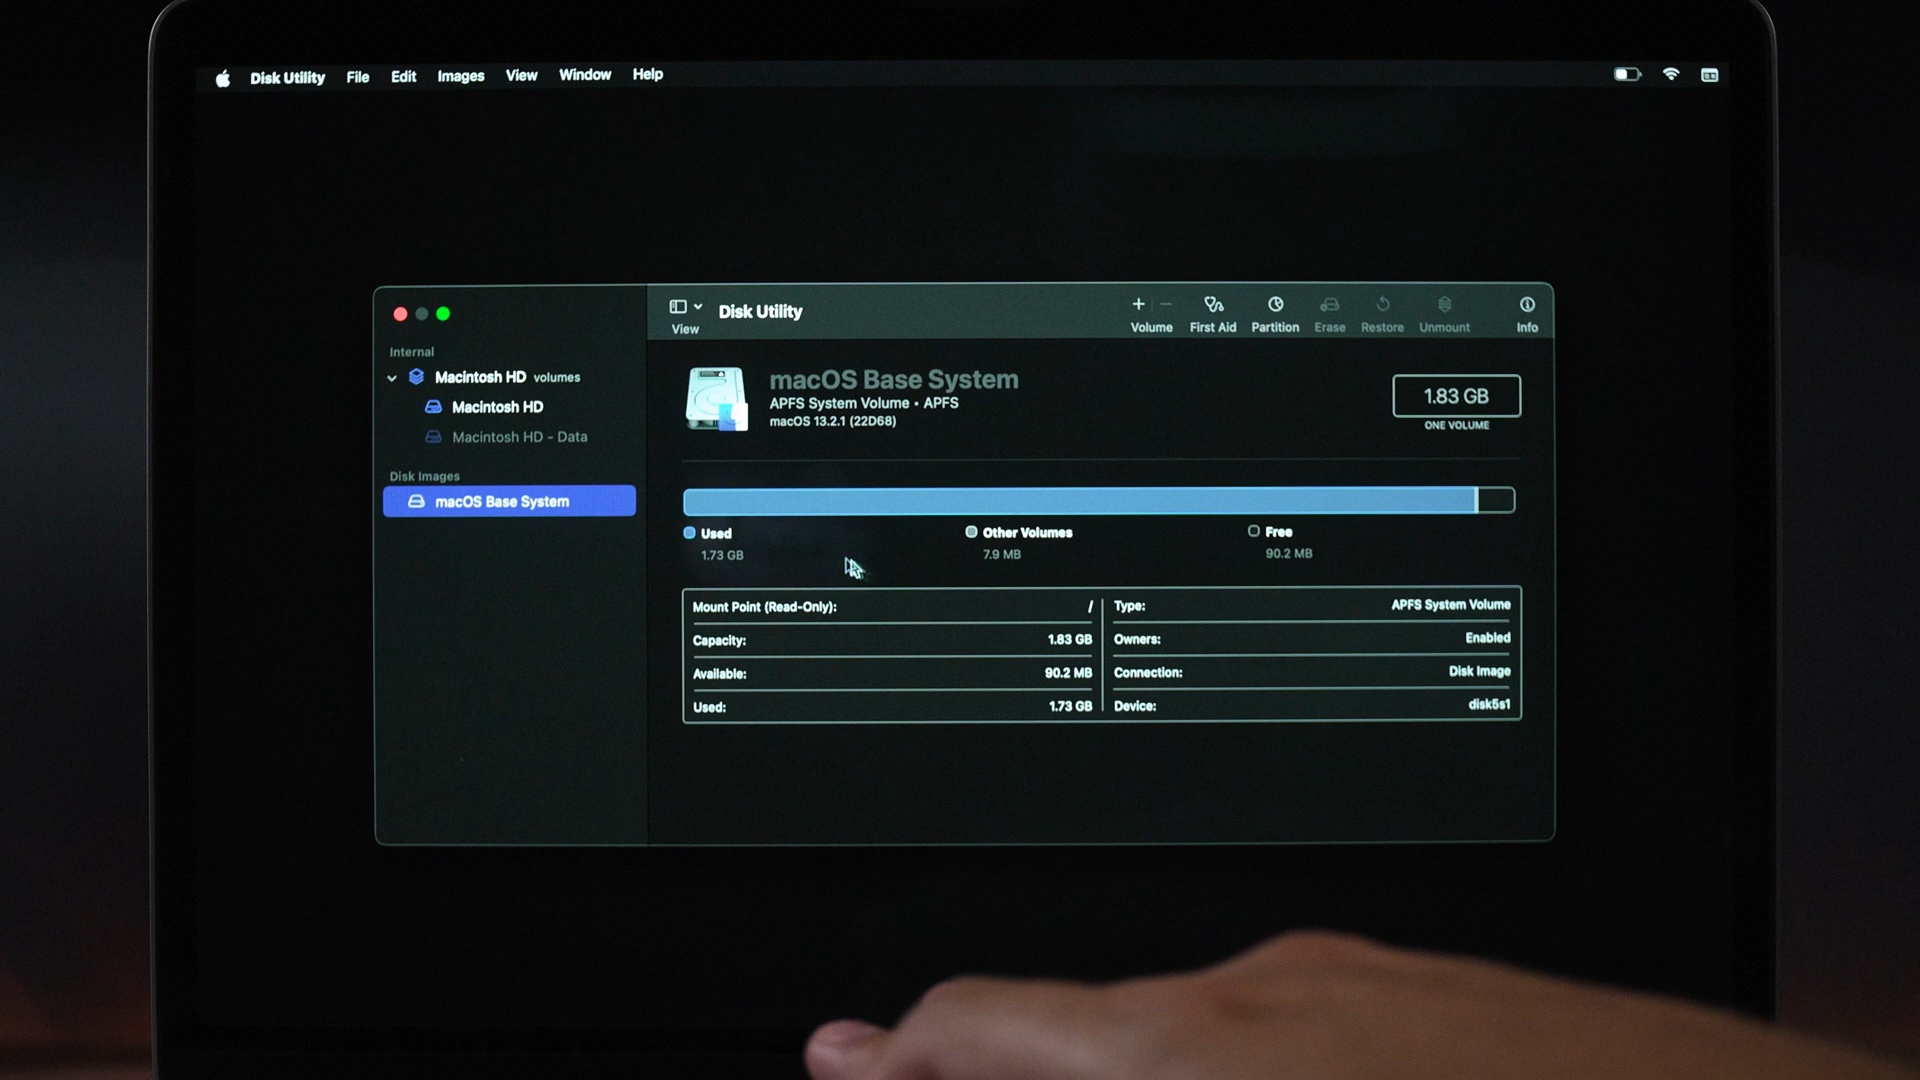 Disk Utility File Edit Images View Window Help
Disk Utility
View
Volume First Aid Partition Erase Restore Unmount Info
Internal
Macintosh HD volumes
Macintosh HD
Macintosh HD - Data
Disk Images
macOS Base System
macOS Base System
APFS System Volume • APFS
macOS 13.2.1 (22D68)
1.83 GB
ONE VOLUME
Used
1.73 GB
Other Volumes
7.9 MB
Free
90.2 MB
Mount Point (Read-Only): /
Capacity: 1.83 GB
Available: 90.2 MB
Used: 1.73 GB
Type: APFS System Volume
Owners: Enabled
Connection: Disk Image
Device: disk5s1